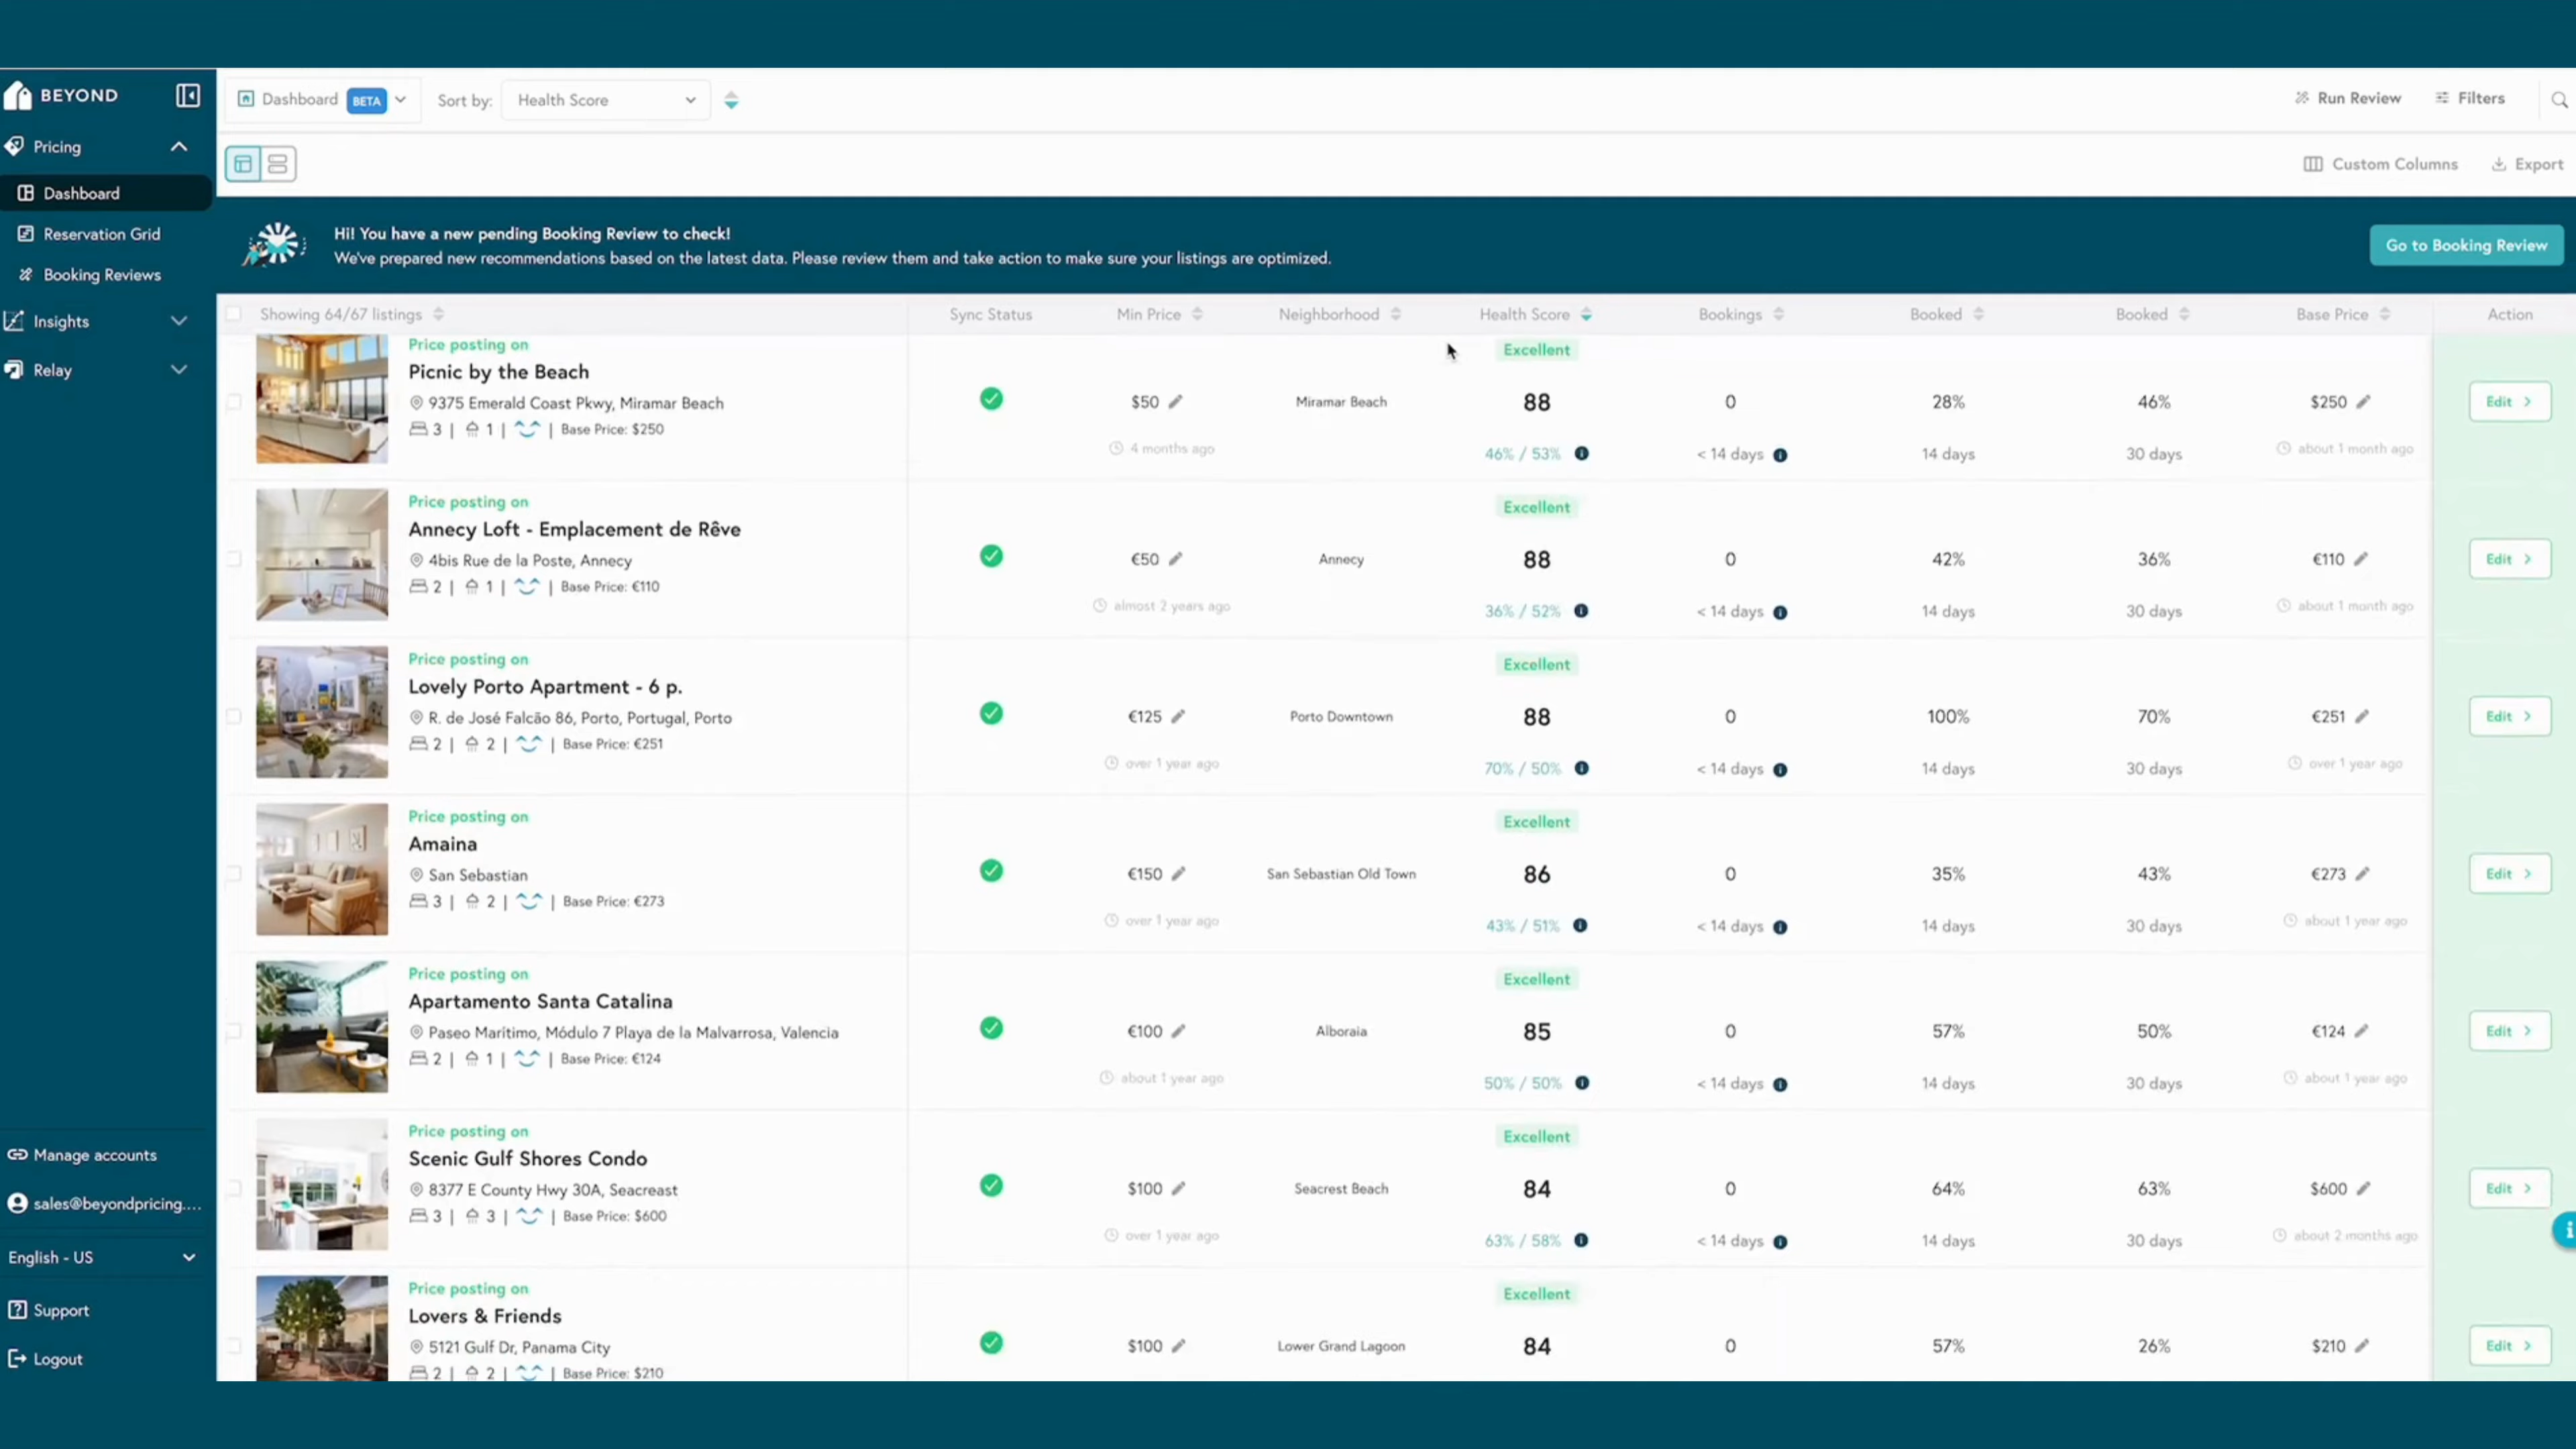 BEYOND
Pricing
Dashboard
Reservation Grid
Booking Reviews
Insights
Relay
Manage accounts
sales@beyondpricing....
English - US
Support
Logout
Dashboard BETA Sort by: Health Score Run Review Filters
Custom Columns Export
Hi! You have a new pending Booking Review to check!
We've prepared new recommendations based on the latest data. Please review them and take action to make sure your listings are optimized.
Go to Booking Review
Showing 64/67 listings Sync Status Min Price Neighborhood Health Score Bookings Booked Booked Base Price Action
Price posting on Excellent
Picnic by the Beach
9375 Emerald Coast Pkwy, Miramar Beach $50 Miramar Beach 88 0 28% 46% $250 Edit
3 | 1 | | Base Price: $250
4 months ago 46% / 53% < 14 days 14 days 30 days about 1 month ago
Price posting on Excellent
Annecy Loft - Emplacement de Rêve
4bis Rue de la Poste, Annecy €50 Annecy 88 0 42% 36% €110 Edit
2 | 1 | | Base Price: €110
almost 2 years ago 36% / 52% < 14 days 14 days 30 days about 1 month ago
Price posting on Excellent
Lovely Porto Apartment - 6 p.
R. de José Falcão 86, Porto, Portugal, Porto €125 Porto Downtown 88 0 100% 70% €251 Edit
2 | 2 | | Base Price: €251
over 1 year ago 70% / 50% < 14 days 14 days 30 days over 1 year ago
Price posting on Excellent
Amaina
San Sebastian €150 San Sebastian Old Town 86 0 35% 43% €273 Edit
3 | 2 | | Base Price: €273
over 1 year ago 43% / 51% < 14 days 14 days 30 days about 1 year ago
Price posting on Excellent
Apartamento Santa Catalina
Paseo Marítimo, Módulo 7 Playa de la Malvarrosa, Valencia €100 Alboraia 85 0 57% 50% €124 Edit
2 | 1 | | Base Price: €124
about 1 year ago 50% / 50% < 14 days 14 days 30 days about 1 year ago
Price posting on Excellent
Scenic Gulf Shores Condo
8377 E County Hwy 30A, Seacreast $100 Seacrest Beach 84 0 64% 63% $600 Edit
3 | 3 | | Base Price: $600
over 1 year ago 63% / 58% < 14 days 14 days 30 days about 2 months ago
Price posting on Excellent
Lovers & Friends
5121 Gulf Dr, Panama City $100 Lower Grand Lagoon 84 0 57% 26% $210 Edit
2 | 2 | | Base Price: $210